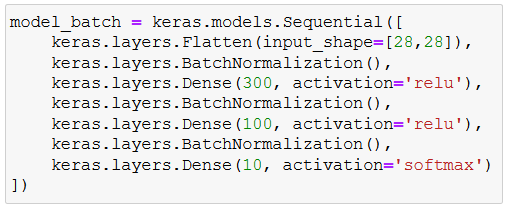 model_batch = keras.models.Sequential([
    keras.layers.Flatten(input_shape=[28,28]),
    keras.layers.BatchNormalization(),
    keras.layers.Dense(300, activation='relu'),
    keras.layers.BatchNormalization(),
    keras.layers.Dense(100, activation='relu'),
    keras.layers.BatchNormalization(),
    keras.layers.Dense(10, activation='softmax')
])